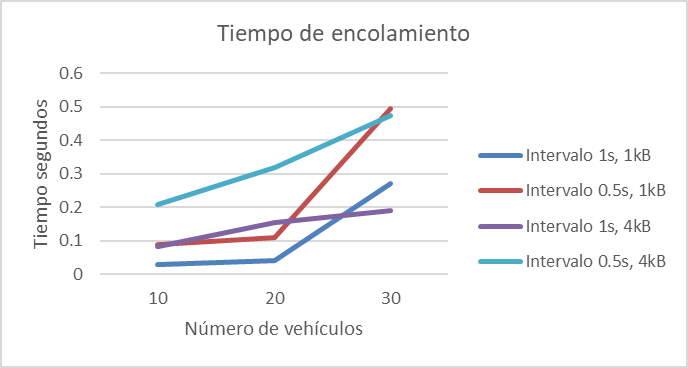 Tiempo de encolamiento
Tiempo segundos
0.6
0.5
0.4
0.3
0.2
0.1
0
10 20 30
Número de vehículos
Intervalo 1s, 1kB
Intervalo 0.5s, 1kB
Intervalo 1s, 4kB
Intervalo 0.5s, 4kB